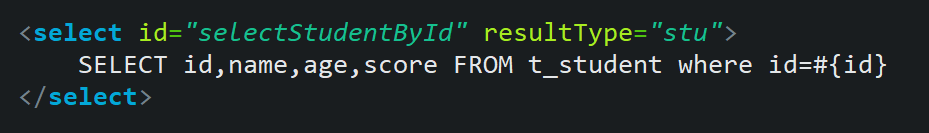 <select id="selectStudentById" resultType="stu">
    SELECT id,name,age,score FROM t_student where id=#{id}
</select>